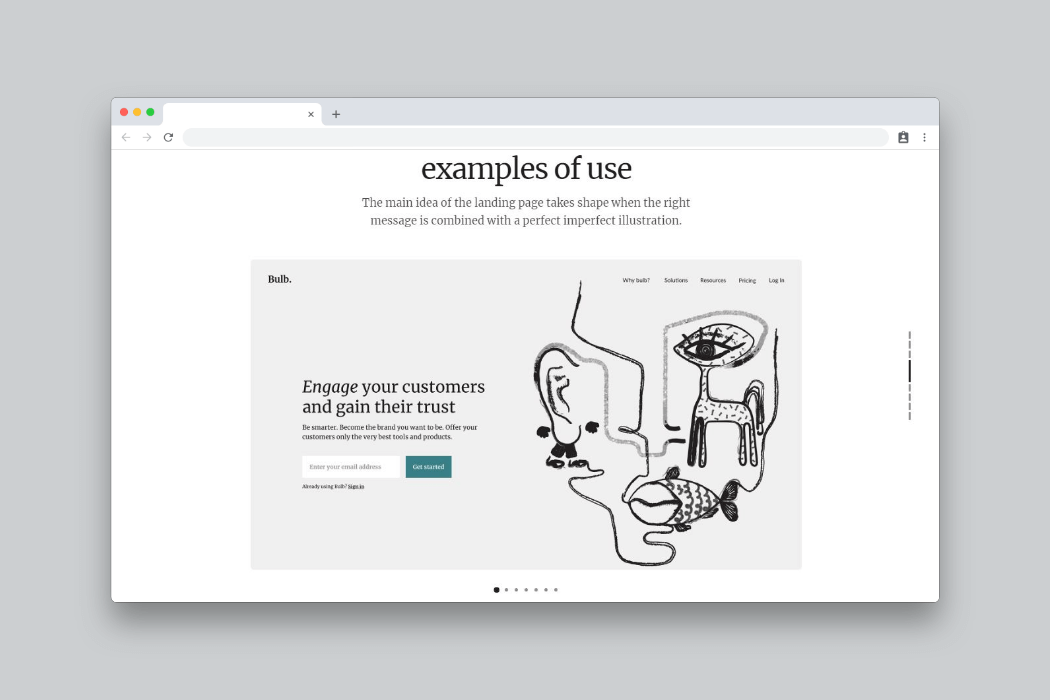 examples of use
The main idea of the landing page takes shape when the right
message is combined with a perfect imperfect illustration.
Bulb.
Why bulb? Solutions Resources Pricing Log In
Engage your customers
and gain their trust
Be smarter. Become the brand you want to be. Offer your
customers only the very best tools and products.
Enter your email address Get started
Already using Bulb? Sign in